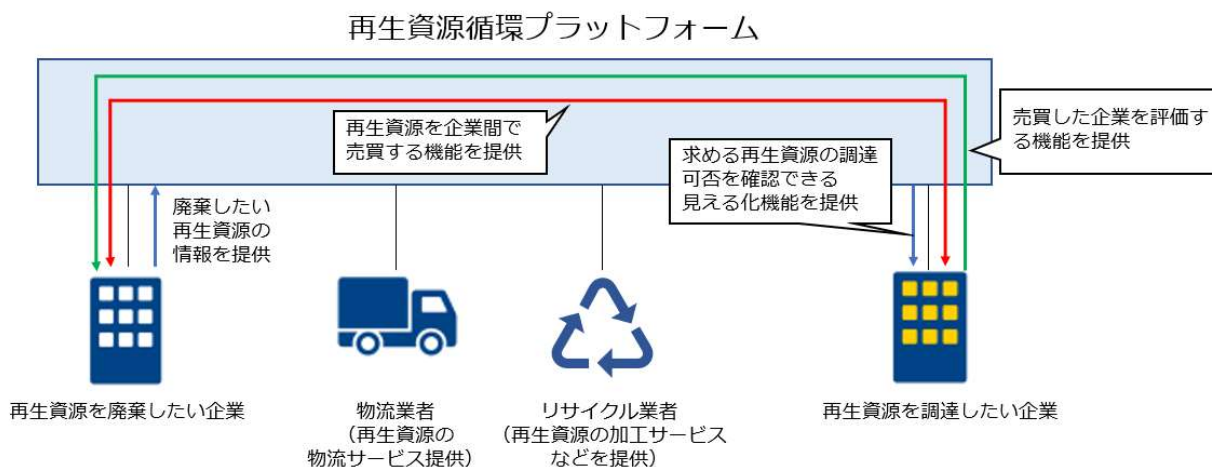 再生資源循環プラットフォーム
再生資源を企業間で
売買する機能を提供
求める再生資源の調達
可否を確認できる
見える化機能を提供
売買した企業を評価す
る機能を提供
廃棄したい
再生資源の
情報を提供
再生資源を廃棄したい企業
物流業者
（再生資源の
物流サービス提供）
リサイクル業者
（再生資源の加工サービス
などを提供）
再生資源を調達したい企業